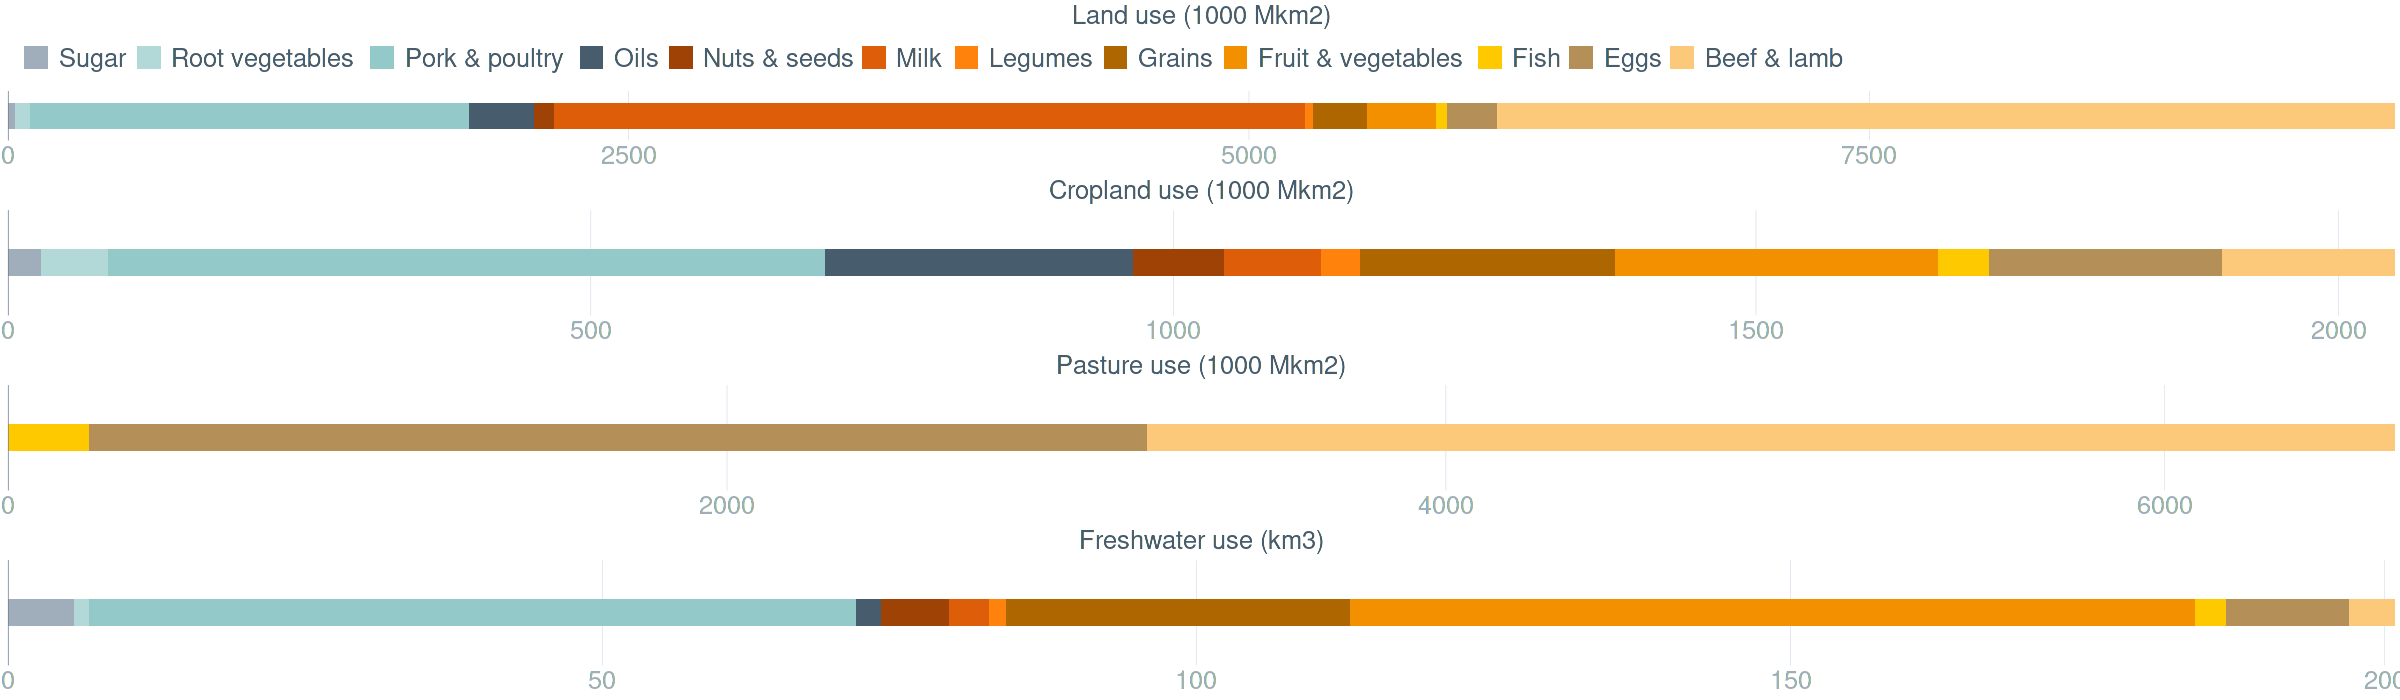 Land use (1000 Mkm2)
Sugar Root vegetables Pork & poultry Oils Nuts & seeds Milk Legumes Grains Fruit & vegetables Fish Eggs Beef & lamb
0 2500 5000 7500
Cropland use (1000 Mkm2)
0 500 1000 1500 2000
Pasture use (1000 Mkm2)
0 2000 4000 6000
Freshwater use (km3)
0 50 100 150 200